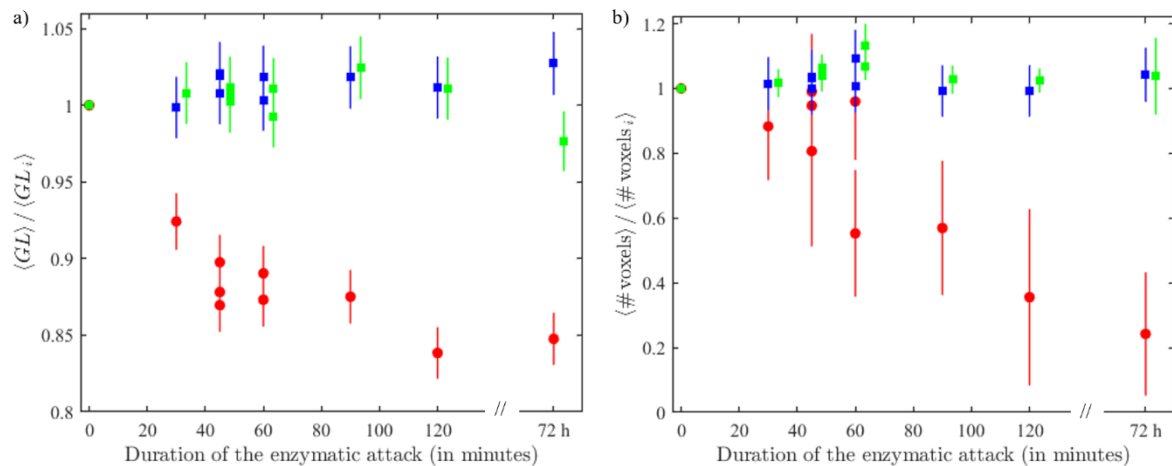 a)
1.05
1
0.95
0.9
0.85
0.8
⟨GL⟩ / ⟨GL i⟩
0 20 40 60 80 100 120 // 72 h
Duration of the enzymatic attack (in minutes)
b)
1.2
1
0.8
0.6
0.4
0.2
0
⟨# voxels⟩ / ⟨# voxels i⟩
0 20 40 60 80 100 120 // 72 h
Duration of the enzymatic attack (in minutes)